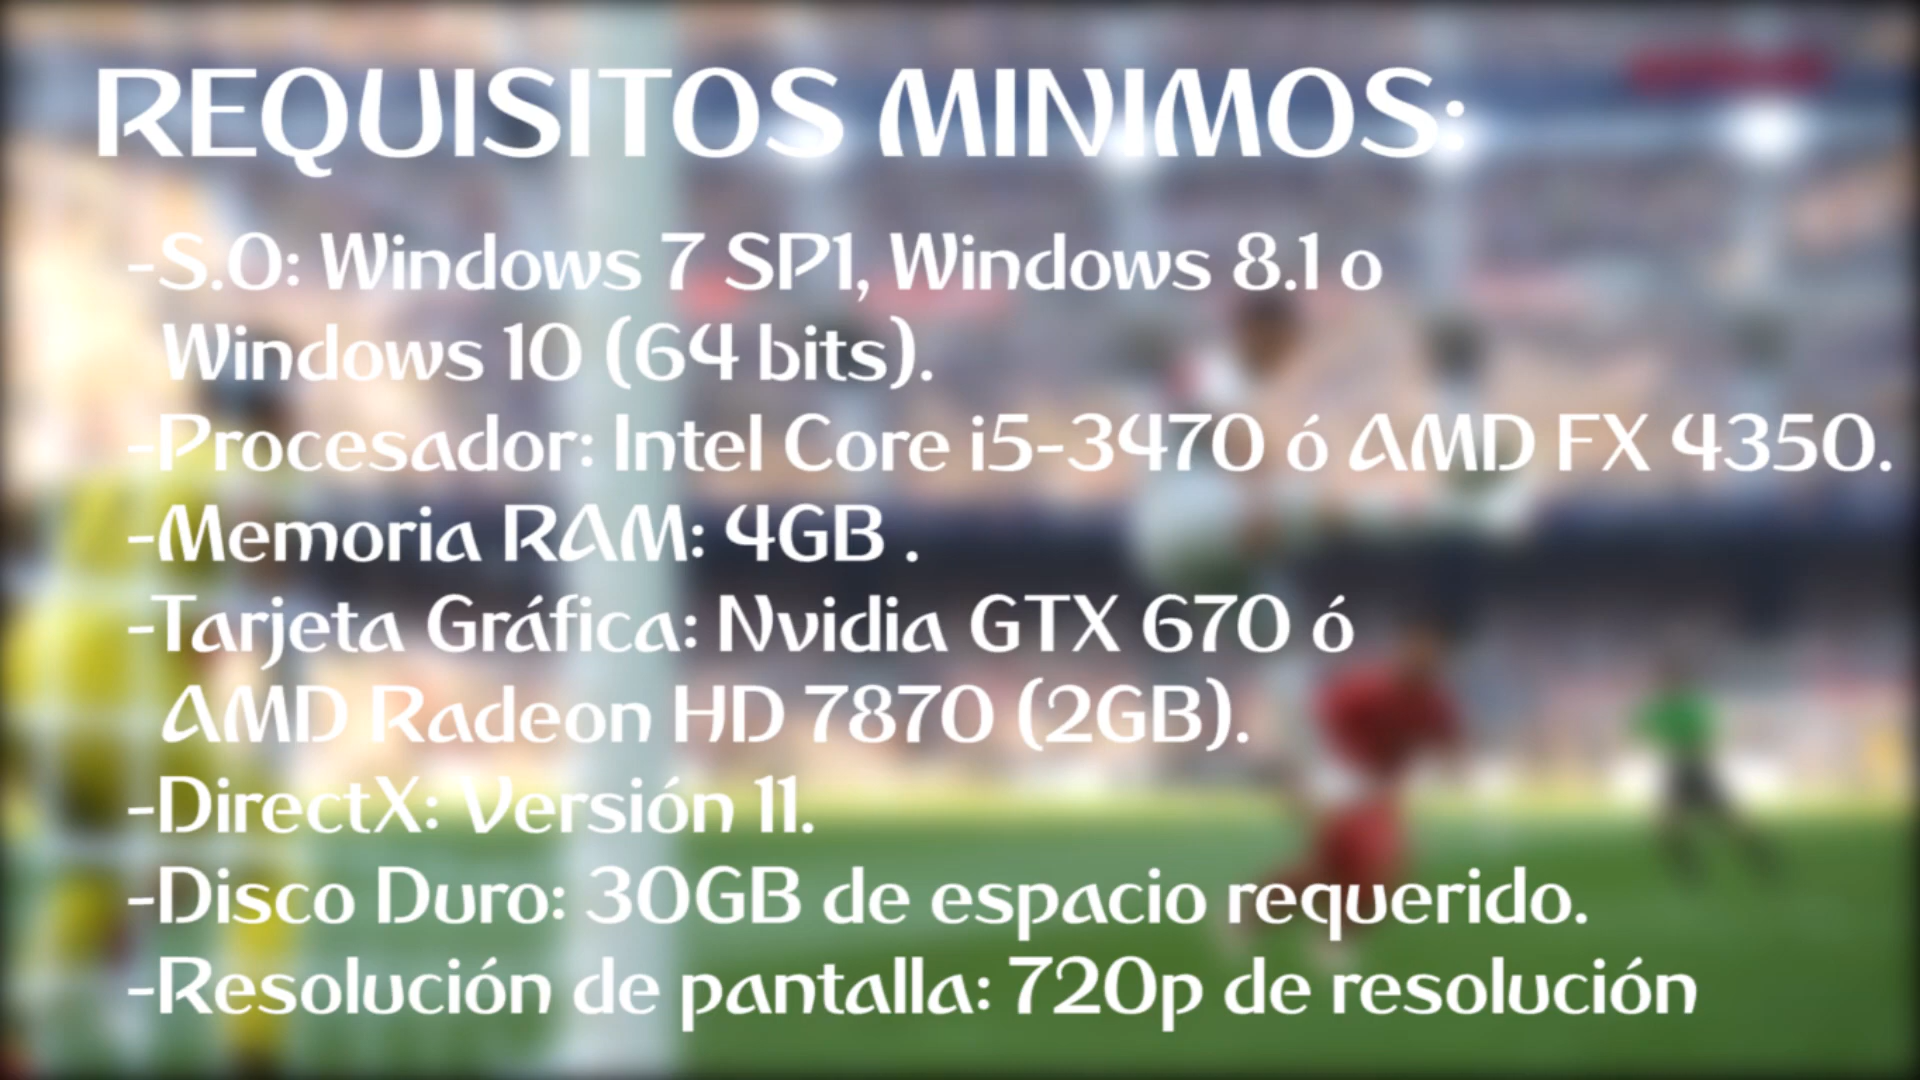 REQUISITOS MINIMOS:
-S.O: Windows 7 SP1, Windows 8.1 o
Windows 10 (64 bits).
-Procesador: Intel Core i5-3470 ó AMD FX 4350.
-Memoria RAM: 4GB .
-Tarjeta Gráfica: Nvidia GTX 670 ó
AMD Radeon HD 7870 (2GB).
-DirectX: Versión 11.
-Disco Duro: 30GB de espacio requerido.
-Resolución de pantalla: 720p de resolución